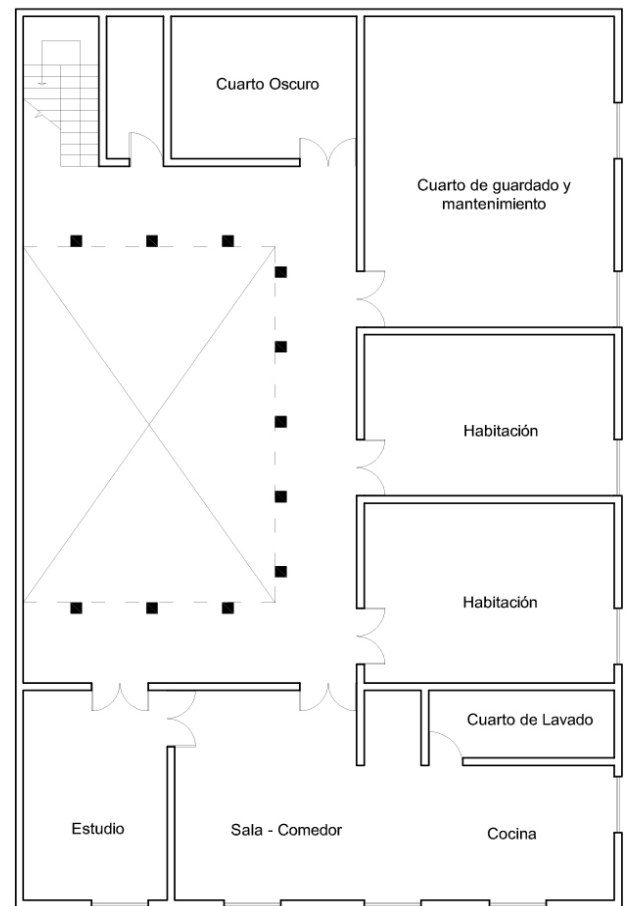 Cuarto Oscuro
Cuarto de guardado y
mantenimiento
Habitación
Habitación
Cuarto de Lavado
Estudio
Sala - Comedor
Cocina